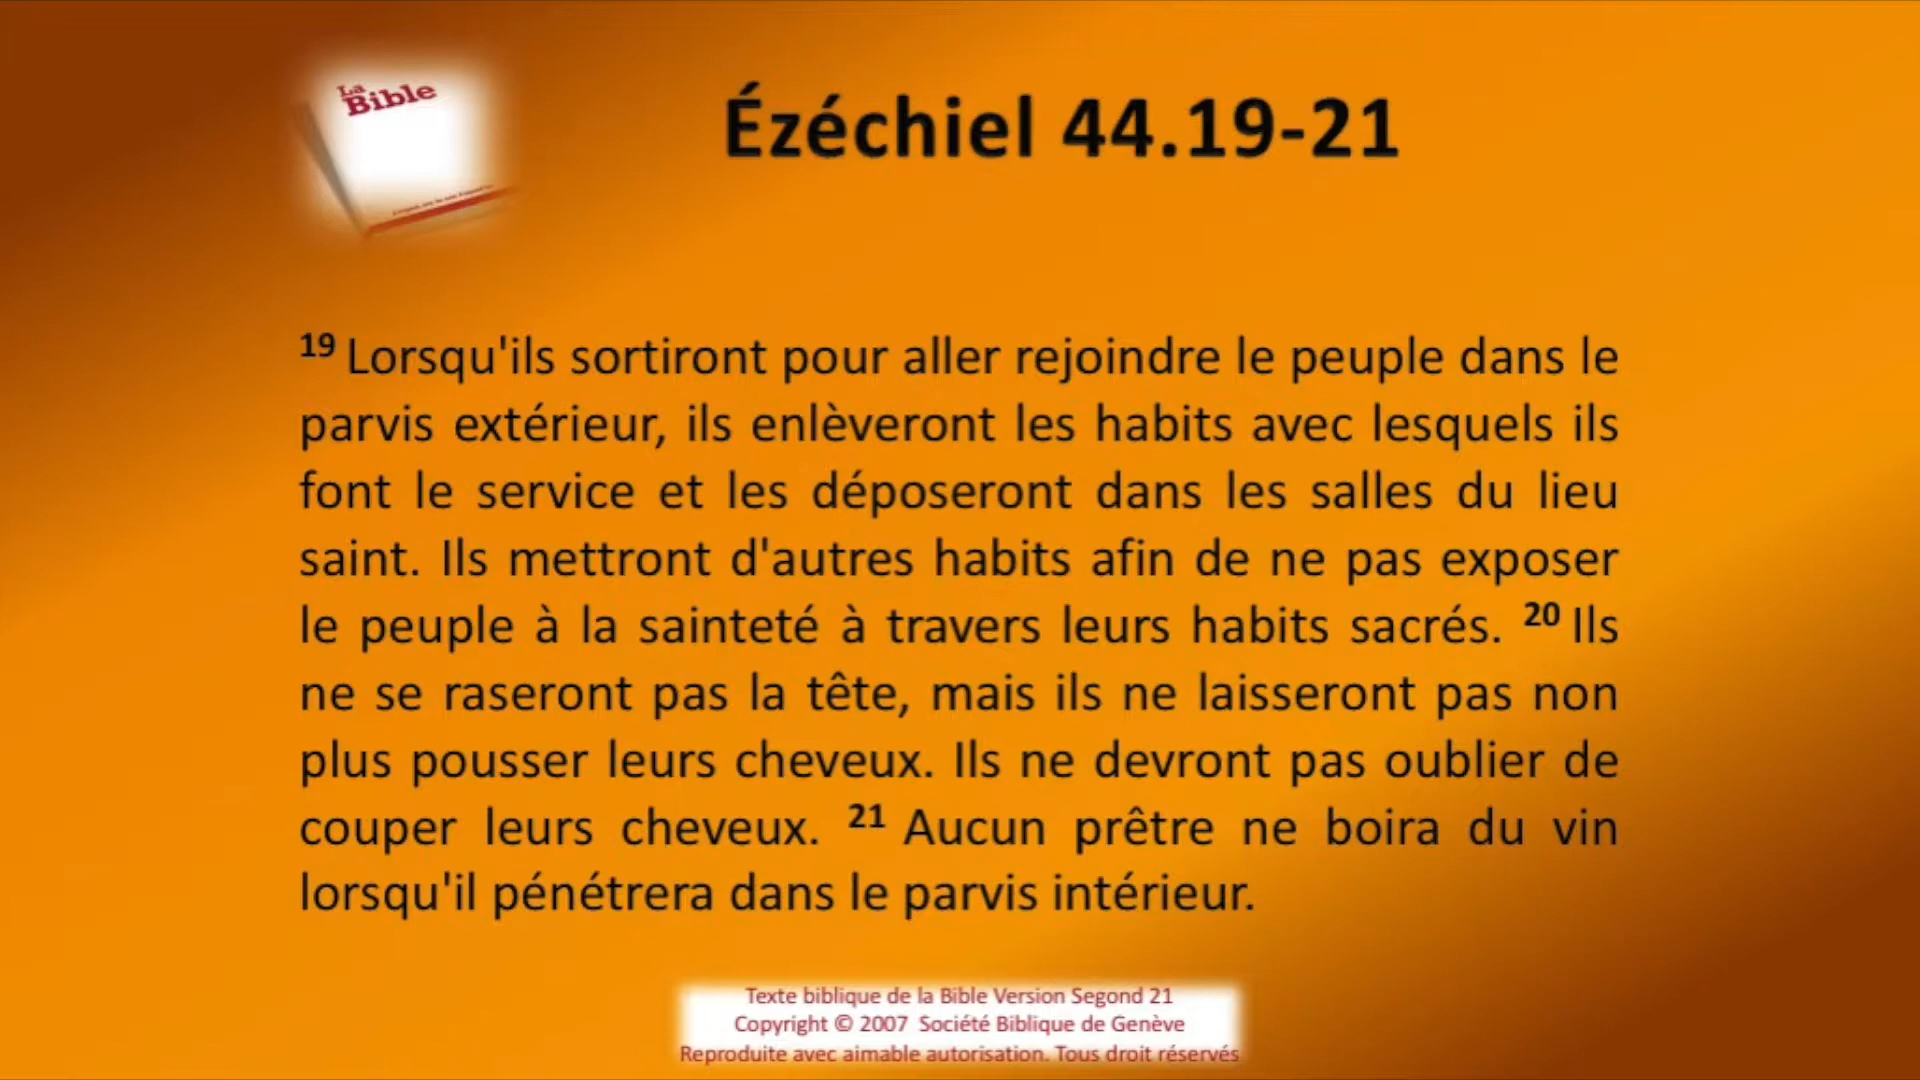 La
Bible
Ézéchiel 44.19-21
19 Lorsqu'ils sortiront pour aller rejoindre le peuple dans le
parvis extérieur, ils enlèveront les habits avec lesquels ils
font le service et les déposeront dans les salles du lieu
saint. Ils mettront d'autres habits afin de ne pas exposer
le peuple à la sainteté à travers leurs habits sacrés. 20 Ils
ne se raseront pas la tête, mais ils ne laisseront pas non
plus pousser leurs cheveux. Ils ne devront pas oublier de
couper leurs cheveux. 21 Aucun prêtre ne boira du vin
lorsqu'il pénétrera dans le parvis intérieur.
Texte biblique de la Bible Version Segond 21
Copyright © 2007 Société Biblique de Genève
Reproduite avec aimable autorisation. Tous droit réservés